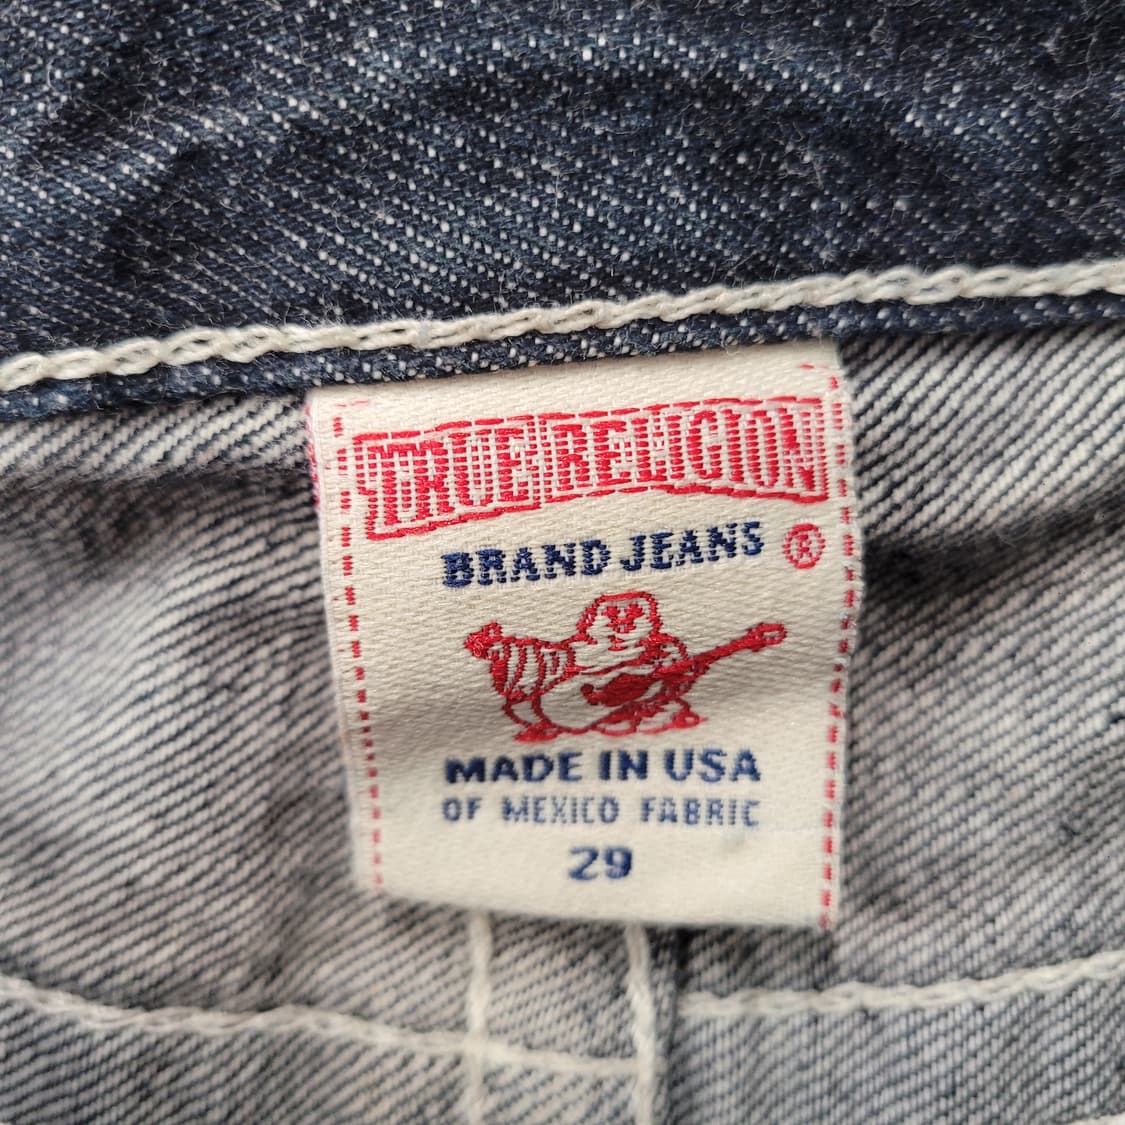 TRUE RELIGION
BRAND JEANS ®
MADE IN USA
OF MEXICO FABRIC
29